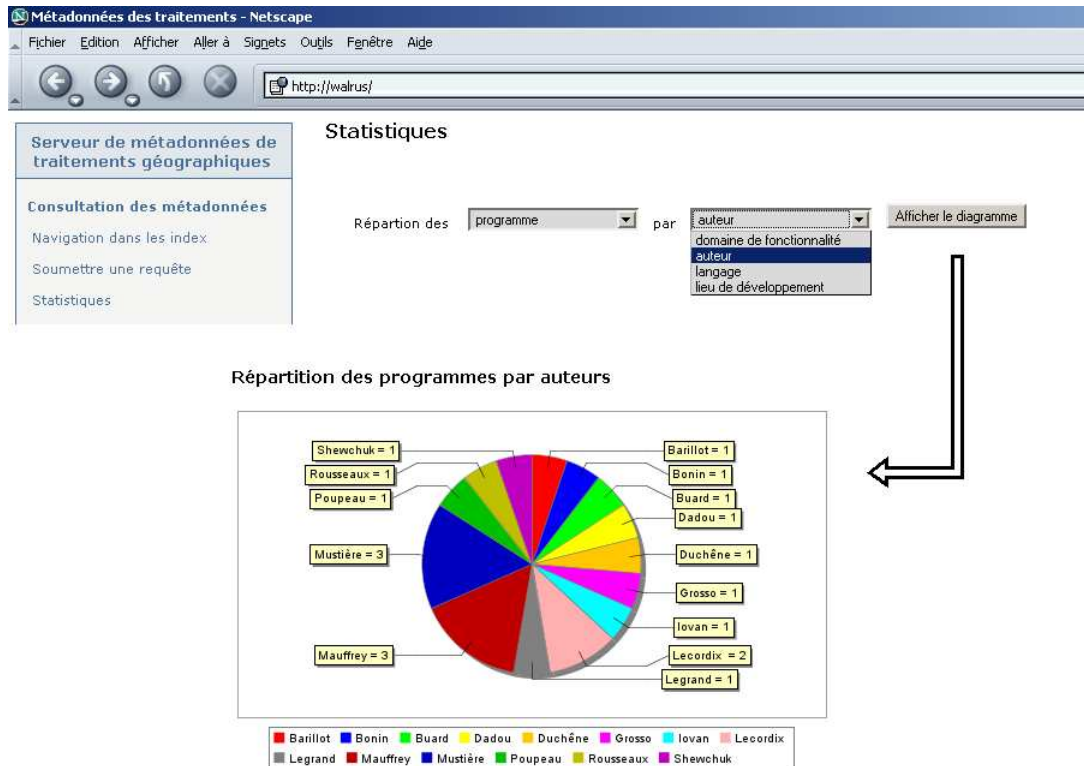 Métadonnées des traitements - Netscape
Fichier Edition Afficher Aller à Signets Outils Fenêtre Aide
http://walrus/
Serveur de métadonnées de
traitements géographiques
Consultation des métadonnées
Navigation dans les index
Soumettre une requête
Statistiques
Statistiques
Répartion des programme par auteur Afficher le diagramme
domaine de fonctionnalité
auteur
langage
lieu de développement
Répartition des programmes par auteurs
Shewchuk = 1
Rousseaux = 1
Poupeau = 1
Mustière = 3
Mauffrey = 3
Barillot = 1
Bonin = 1
Buard = 1
Dadou = 1
Duchêne = 1
Grosso = 1
Iovan = 1
Lecordix = 2
Legrand = 1
Barillot Bonin Buard Dadou Duchêne Grosso Iovan Lecordix
Legrand Mauffrey Mustière Poupeau Rousseaux Shewchuk